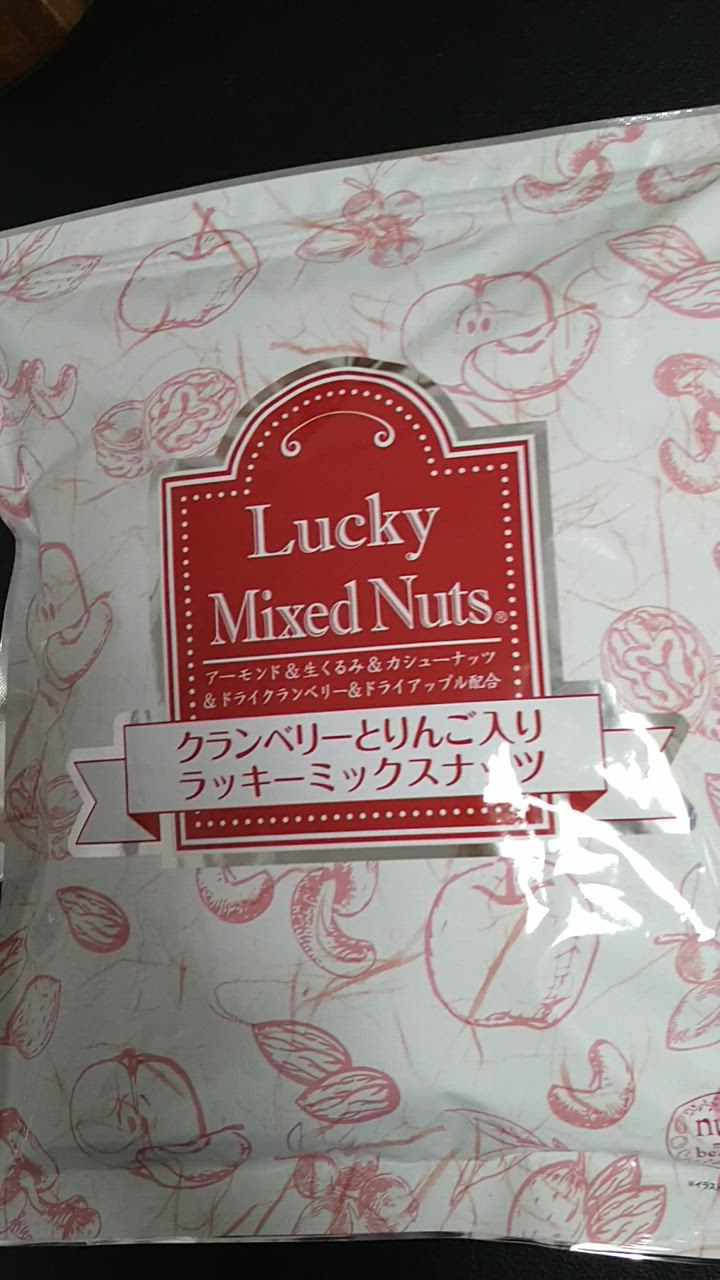 Lucky
Mixed Nuts®
アーモンド&生くるみ&カシューナッツ
&ドライクランベリー&ドライアップル配合
クランベリーとりんご入り
ラッキーミックスナッツ